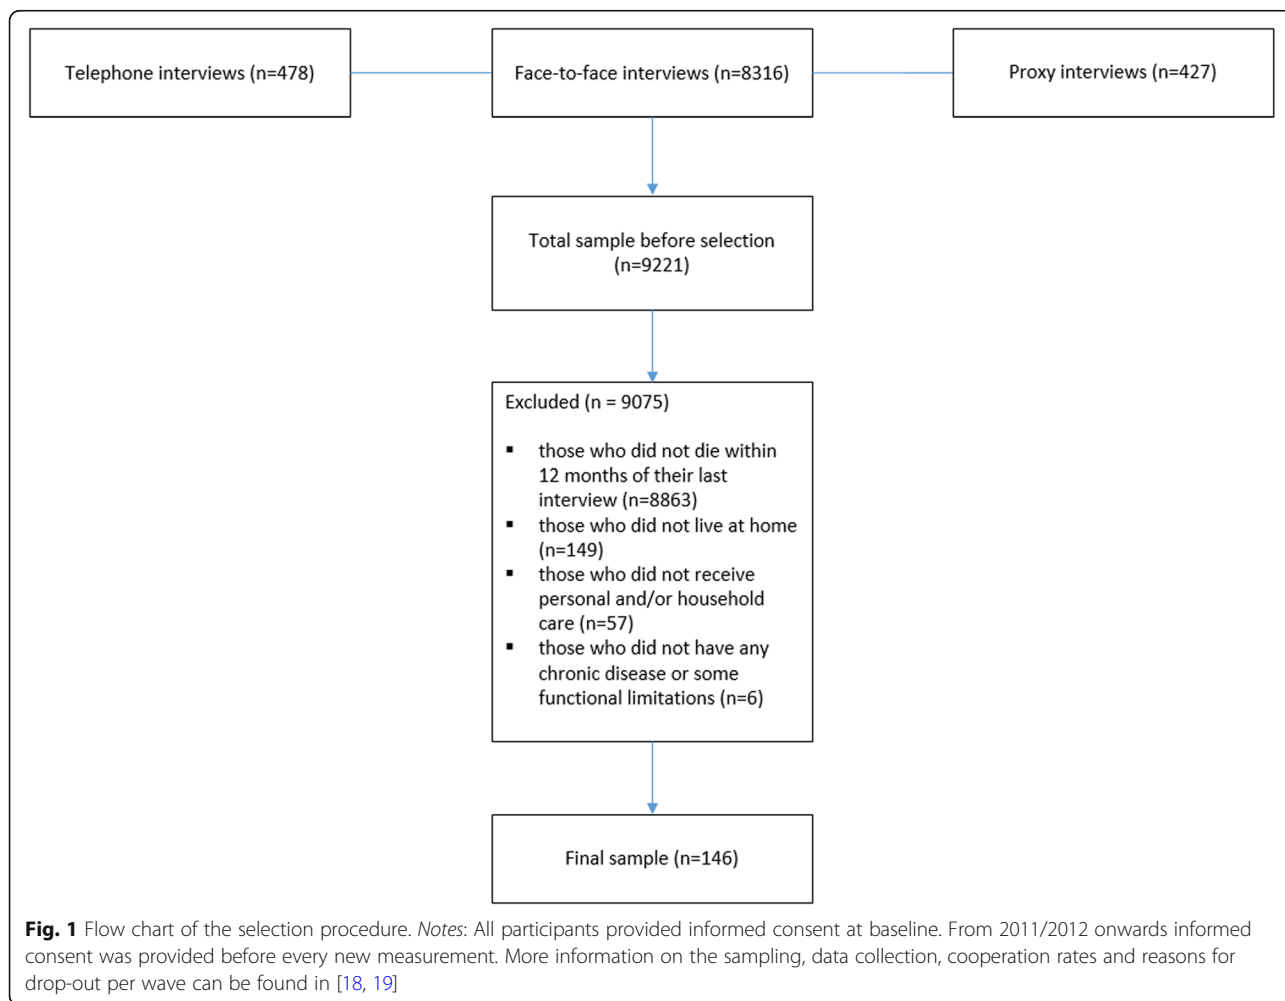 Telephone interviews (n=478)
Face-to-face interviews (n=8316)
Proxy interviews (n=427)
Total sample before selection
(n=9221)
Excluded (n = 9075)
▪ those who did not die within
12 months of their last
interview (n=8863)
▪ those who did not live at home
(n=149)
▪ those who did not receive
personal and/or household
care (n=57)
▪ those who did not have any
chronic disease or some
functional limitations (n=6)
Final sample (n=146)
Fig. 1 Flow chart of the selection procedure. Notes: All participants provided informed consent at baseline. From 2011/2012 onwards informed
consent was provided before every new measurement. More information on the sampling, data collection, cooperation rates and reasons for
drop-out per wave can be found in [18, 19]